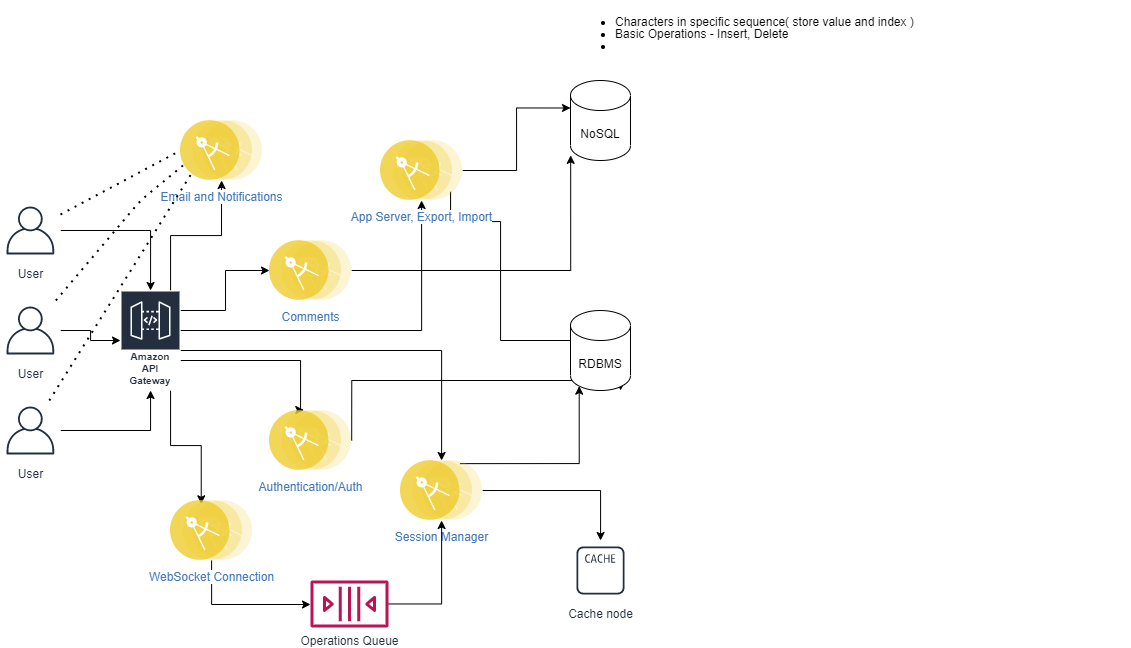 Characters in specific sequence( store value and index )
Basic Operations - Insert, Delete
NoSQL
Email and Notifications
App Server, Export, Import
User
Comments
Amazon
API
Gateway
User
RDBMS
User
Authentication/Auth
Session Manager
CACHE
WebSocket Connection
Cache node
Operations Queue